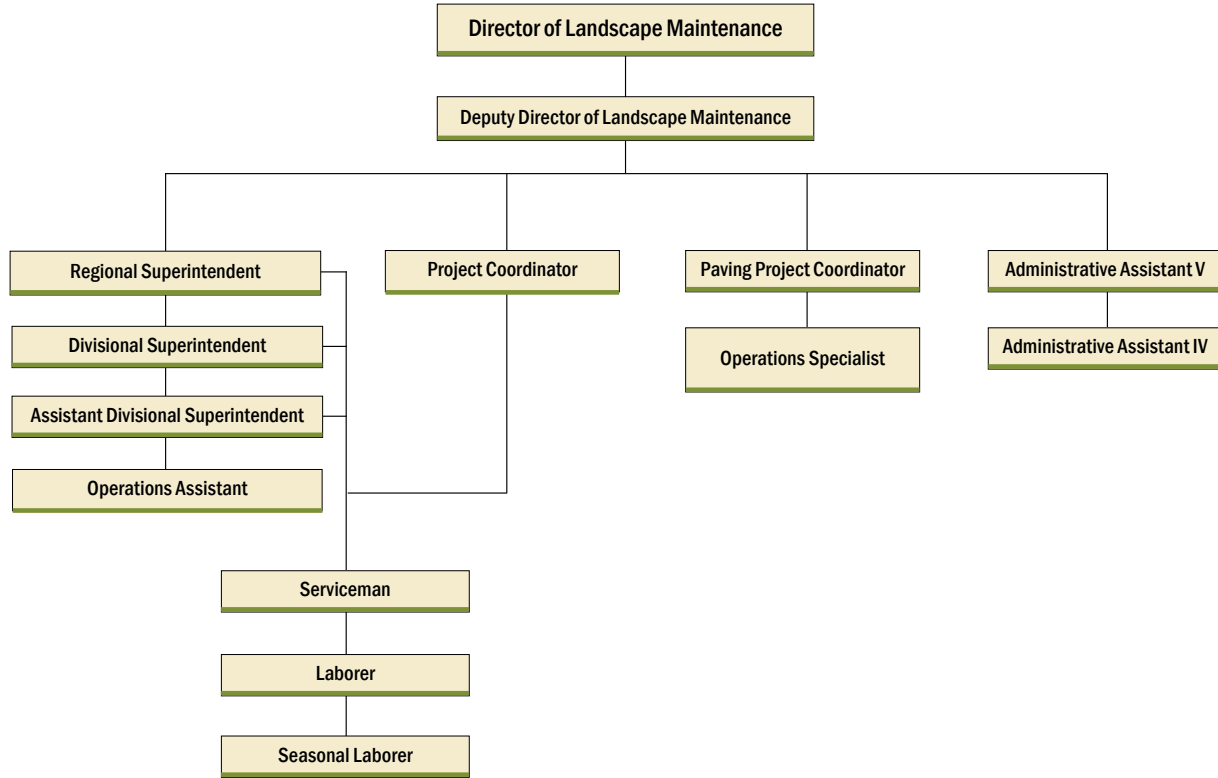 Director of Landscape Maintenance
Deputy Director of Landscape Maintenance
Regional Superintendent
Project Coordinator
Paving Project Coordinator
Administrative Assistant V
Divisional Superintendent
Operations Specialist
Administrative Assistant IV
Assistant Divisional Superintendent
Operations Assistant
Serviceman
Laborer
Seasonal Laborer